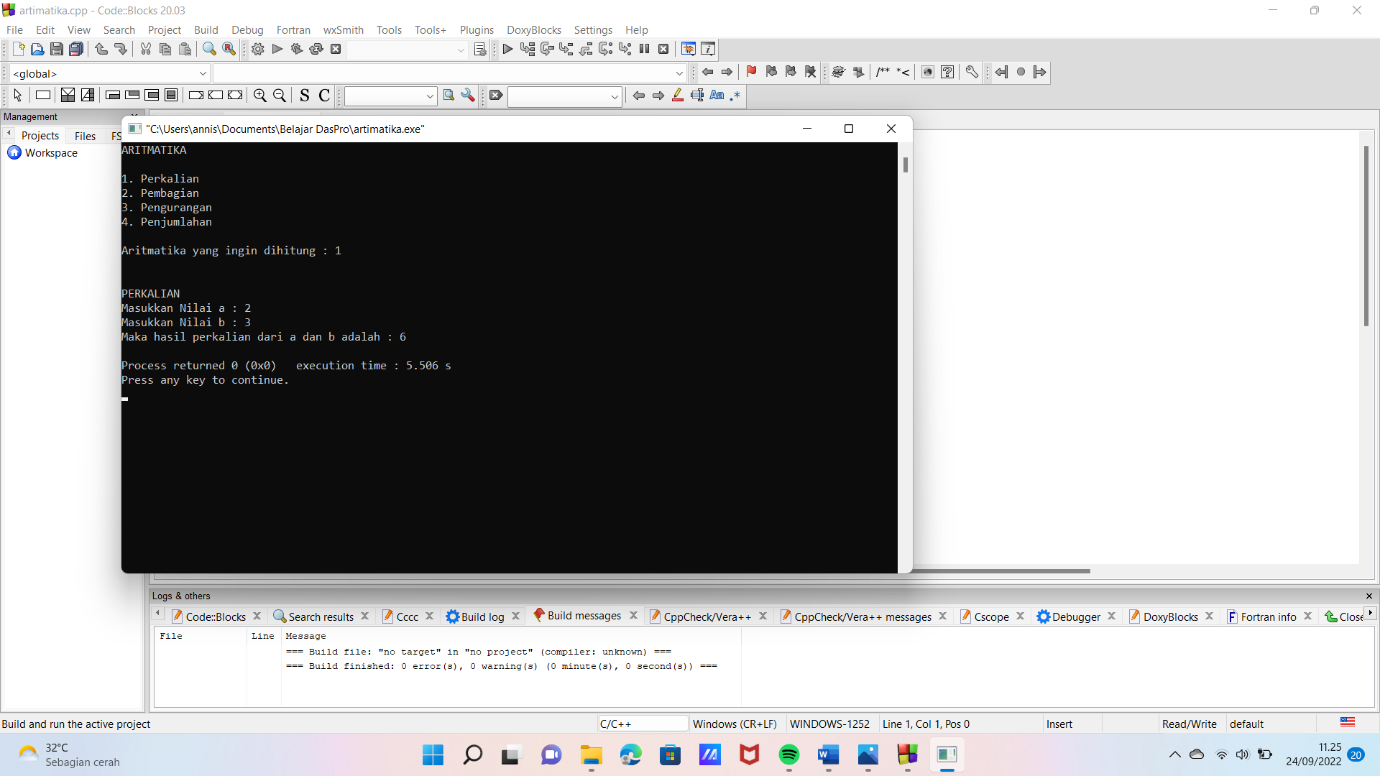 artimatika.cpp - Code::Blocks 20.03
File Edit View Search Project Build Debug Fortran wxSmith Tools Tools+ Plugins DoxyBlocks Settings Help
<global>
/** *<
S C
Aa .*
Management
Projects Files FS
Workspace
"C:\Users\annis\Documents\Belajar DasPro\artimatika.exe"
ARITMATIKA
1. Perkalian
2. Pembagian
3. Pengurangan
4. Penjumlahan
Aritmatika yang ingin dihitung : 1
PERKALIAN
Masukkan Nilai a : 2
Masukkan Nilai b : 3
Maka hasil perkalian dari a dan b adalah : 6
Process returned 0 (0x0)   execution time : 5.506 s
Press any key to continue.
Logs & others
Code::Blocks Search results Cccc Build log Build messages CppCheck/Vera++ CppCheck/Vera++ messages Cscope Debugger DoxyBlocks Fortran info Close
File Line Message
=== Build file: "no target" in "no project" (compiler: unknown) ===
=== Build finished: 0 error(s), 0 warning(s) (0 minute(s), 0 second(s)) ===
Build and run the active project C/C++ Windows (CR+LF) WINDOWS-1252 Line 1, Col 1, Pos 0 Insert Read/Write default
32°C
Sebagian cerah
11.25
24/09/2022
20